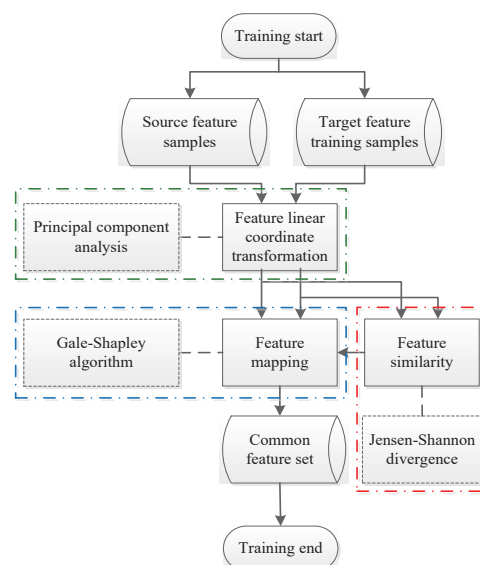 Training start
Source feature
samples
Target feature
training samples
Principal component
analysis
Feature linear
coordinate
transformation
Gale-Shapley
algorithm
Feature
mapping
Feature
similarity
Common
feature set
Jensen-Shannon
divergence
Training end